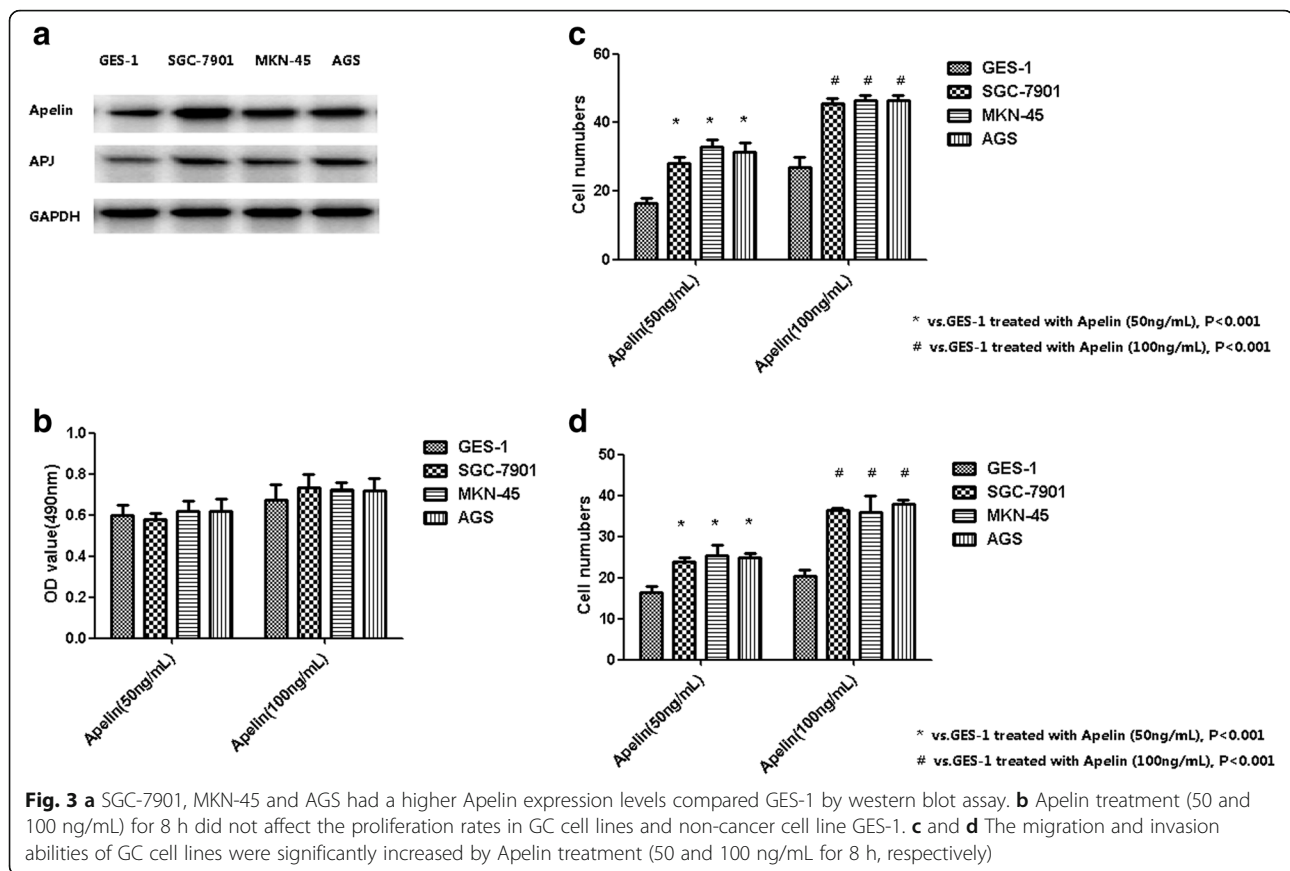 a
GES-1 SGC-7901 MKN-45 AGS
Apelin
APJ
GAPDH
c
60
40
20
0
Cell numubers
* * *
# # #
Apelin(50ng/mL)
Apelin(100ng/mL)
GES-1
SGC-7901
MKN-45
AGS
* vs.GES-1 treated with Apelin (50ng/mL), P<0.001
# vs.GES-1 treated with Apelin (100ng/mL), P<0.001
b
1.0
0.8
0.6
0.4
0.2
0.0
OD value(490nm)
Apelin(50ng/mL)
Apelin(100ng/mL)
GES-1
SGC-7901
MKN-45
AGS
d
50
40
30
20
10
0
Cell numubers
* * *
# # #
Apelin(50ng/mL)
Apelin(100ng/mL)
GES-1
SGC-7901
MKN-45
AGS
* vs.GES-1 treated with Apelin (50ng/mL), P<0.001
# vs.GES-1 treated with Apelin (100ng/mL), P<0.001
Fig. 3 a SGC-7901, MKN-45 and AGS had a higher Apelin expression levels compared GES-1 by western blot assay. b Apelin treatment (50 and
100 ng/mL) for 8 h did not affect the proliferation rates in GC cell lines and non-cancer cell line GES-1. c and d The migration and invasion
abilities of GC cell lines were significantly increased by Apelin treatment (50 and 100 ng/mL for 8 h, respectively)